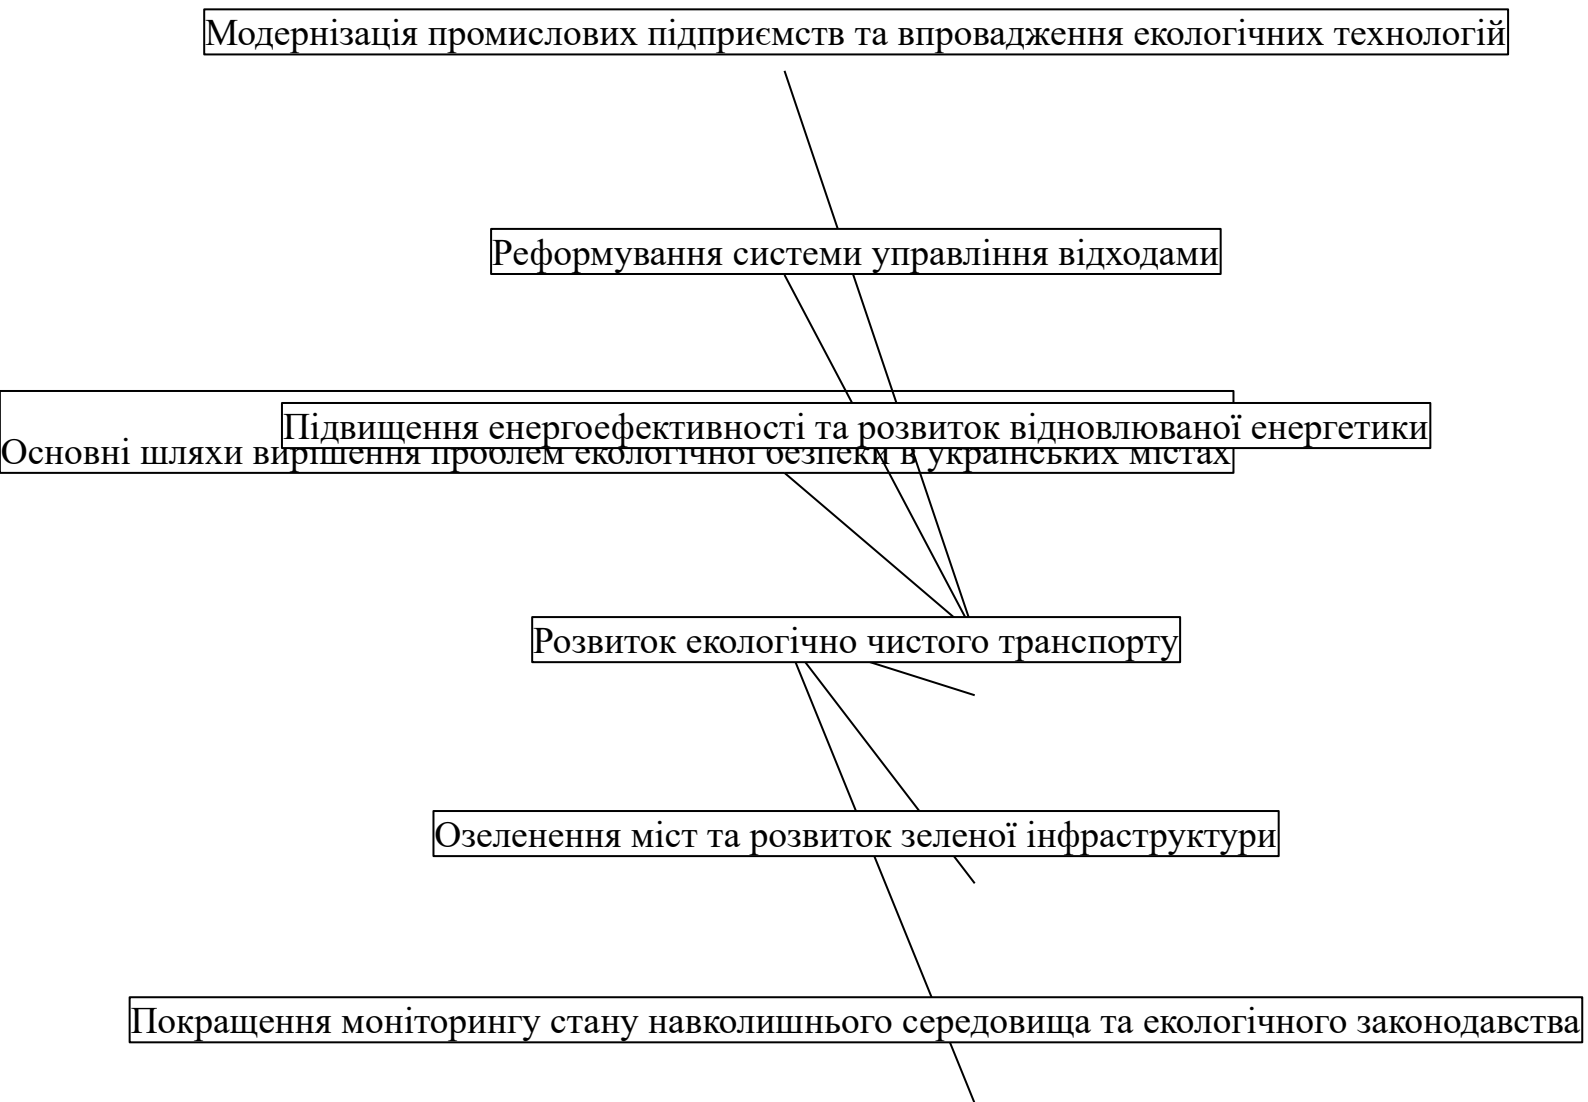 Модернізація промислових підприємств та впровадження екологічних технологій
Реформування системи управління відходами
Підвищення енергоефективності та розвиток відновлюваної енергетики
Основні шляхи вирішення проблем екологічної безпеки в українських містах
Розвиток екологічно чистого транспорту
Озеленення міст та розвиток зеленої інфраструктури
Покращення моніторингу стану навколишнього середовища та екологічного законодавства